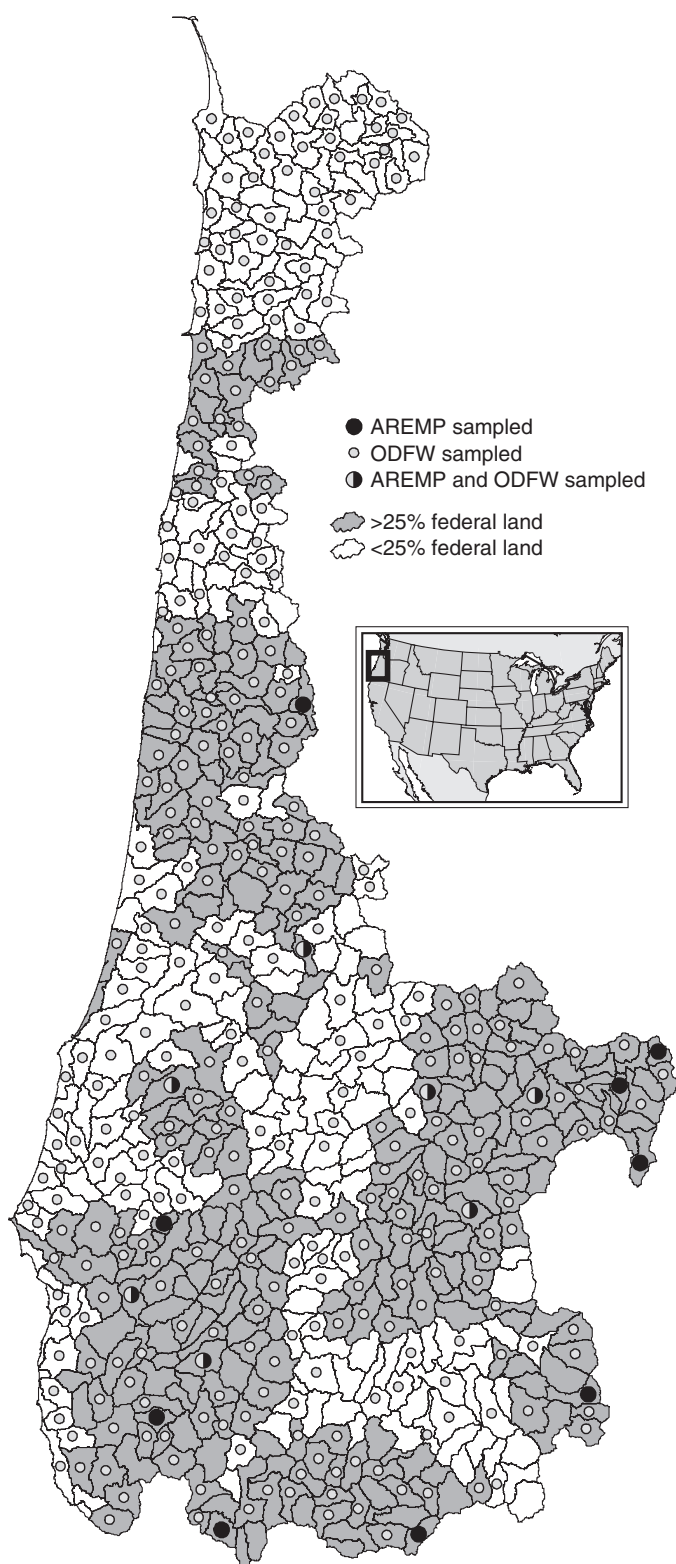 AREMP sampled
ODFW sampled
AREMP and ODFW sampled
>25% federal land
<25% federal land